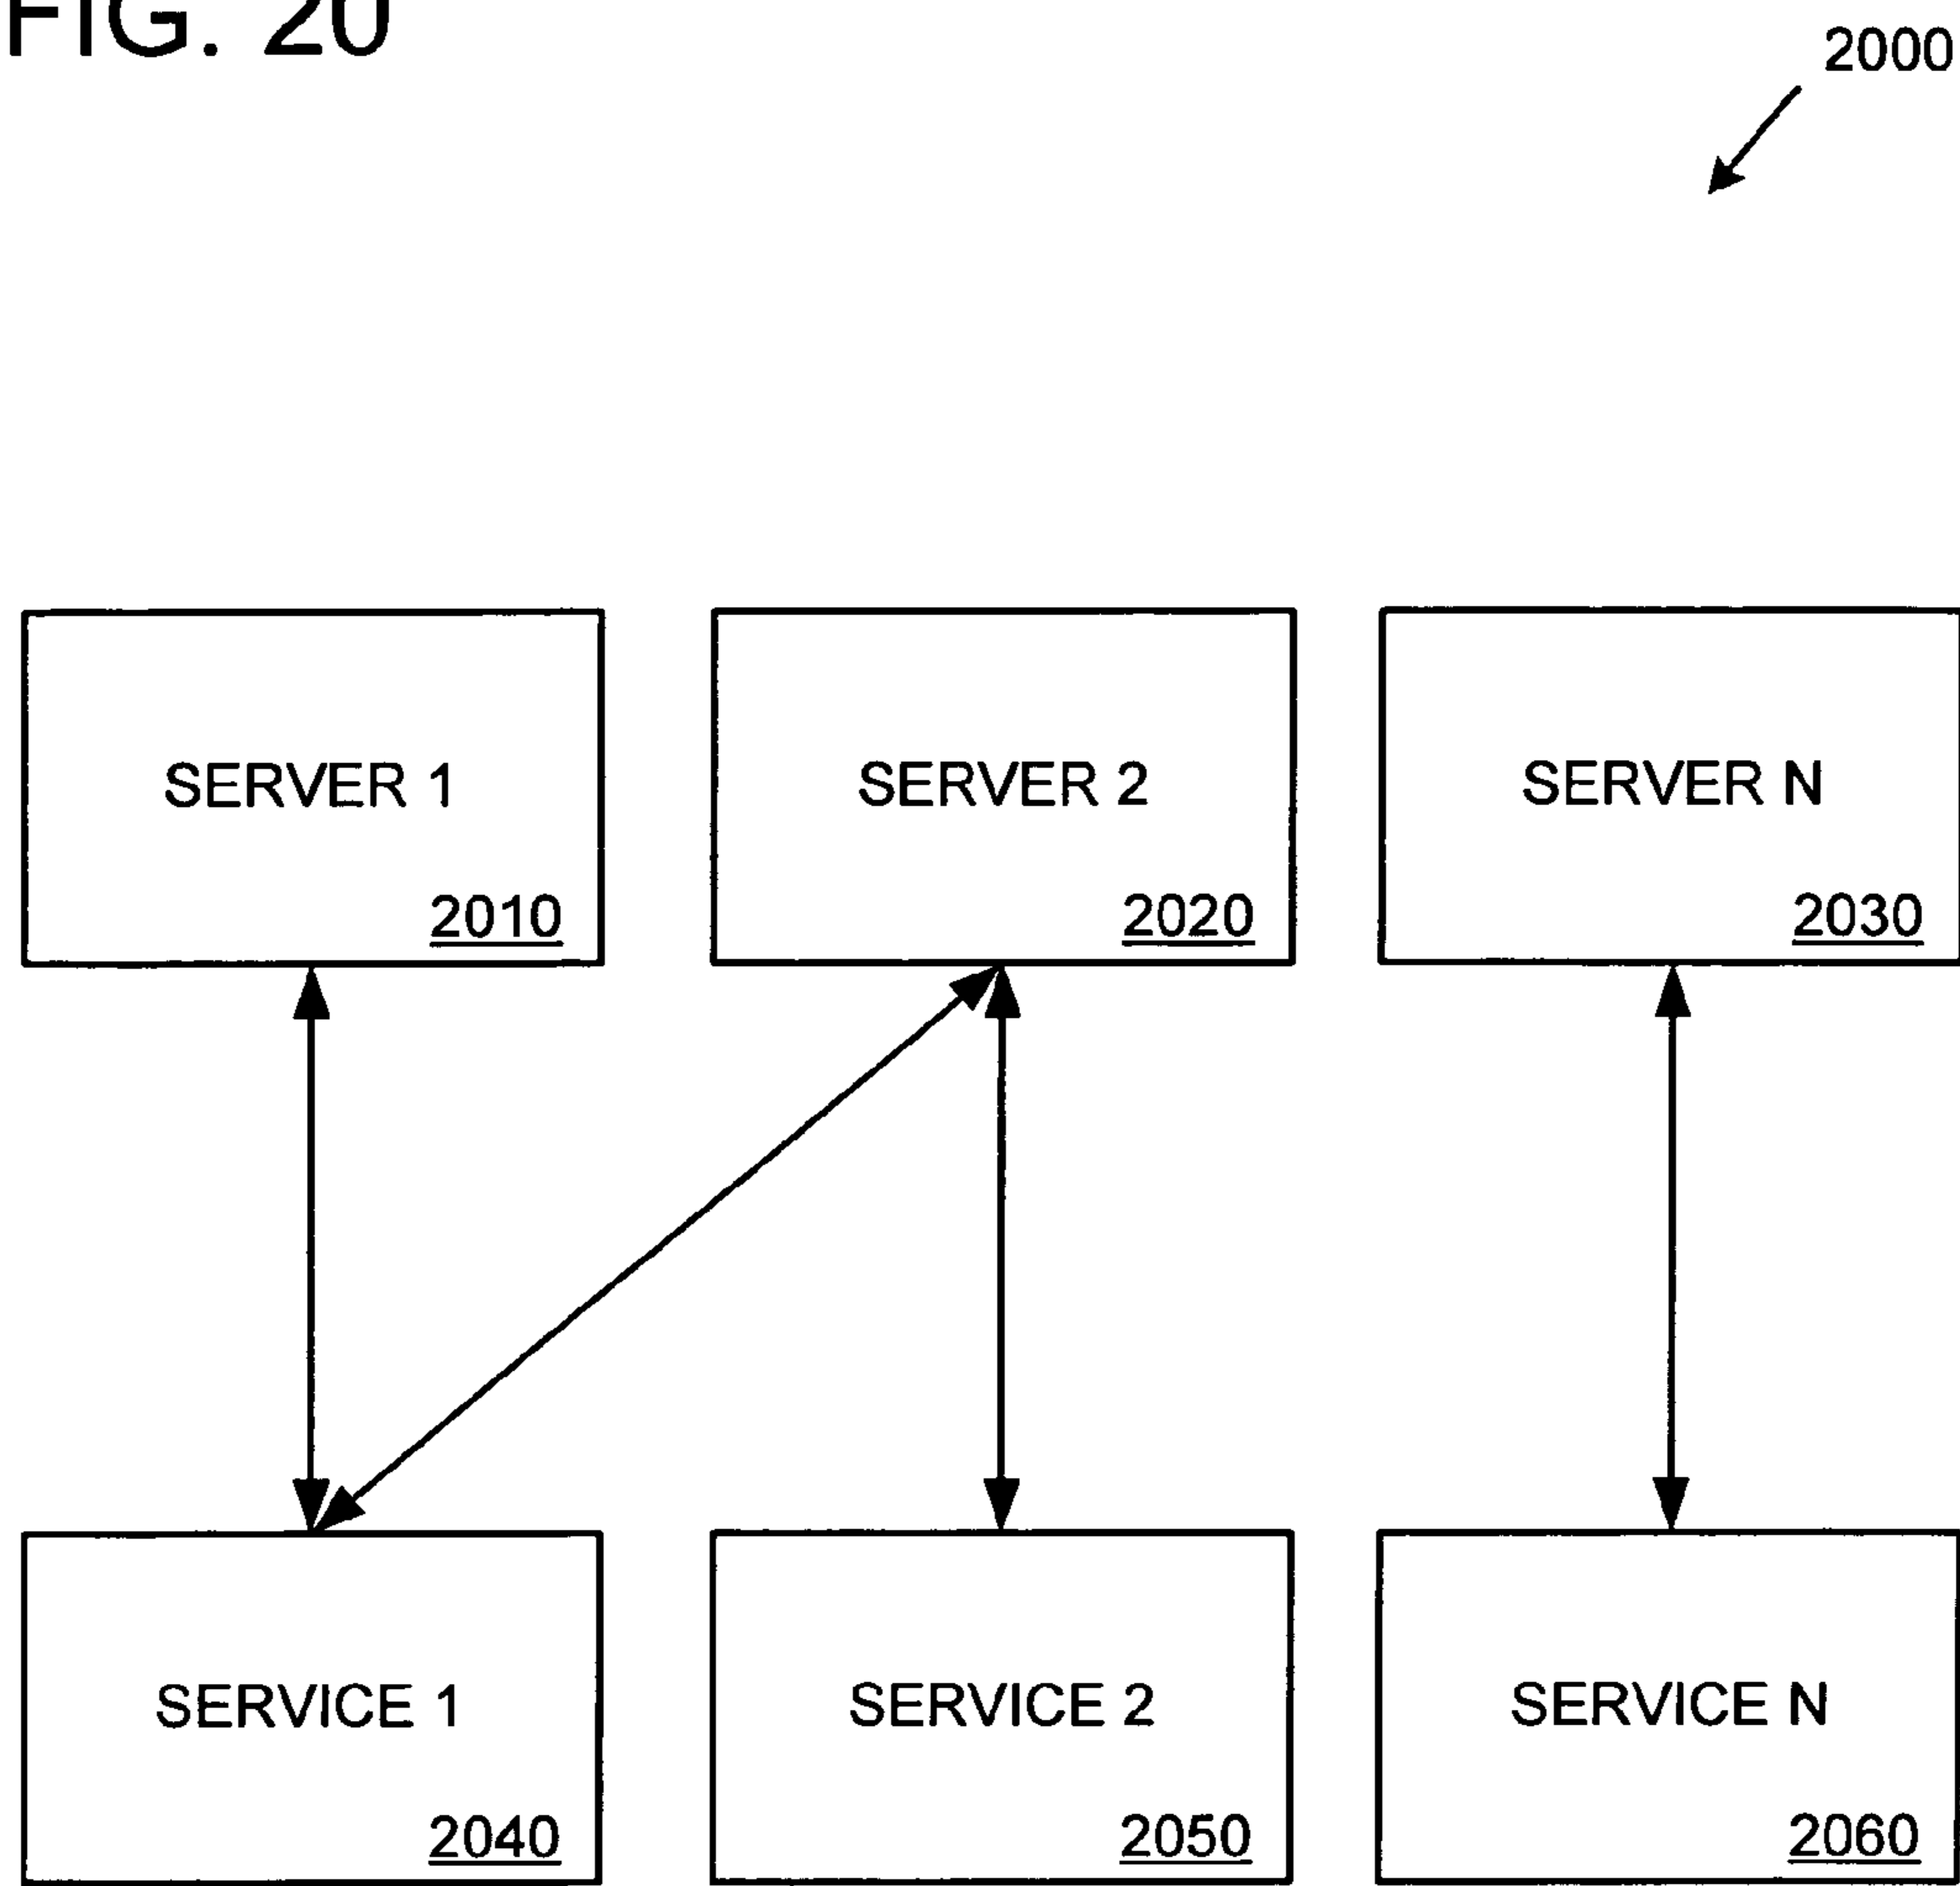 FIG. 20
2000
SERVER 1
2010
SERVER 2
2020
SERVER N
2030
SERVICE 1
2040
SERVICE 2
2050
SERVICE N
2060